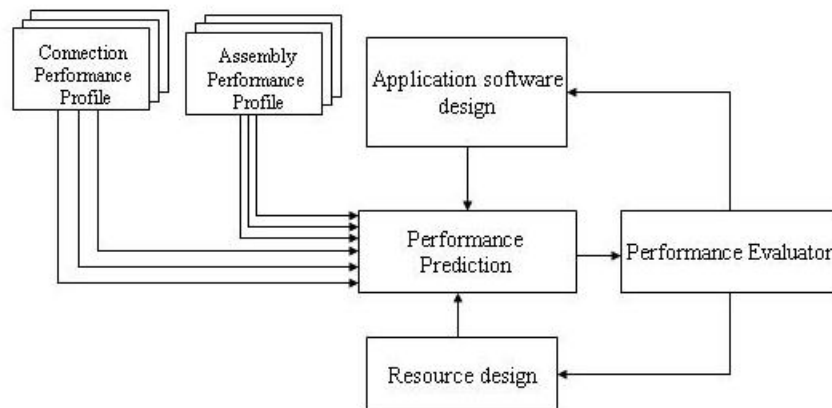 Connection
Performance
Profile
Assembly
Performance
Profile
Application software
design
Performance
Prediction
Performance Evaluator
Resource design